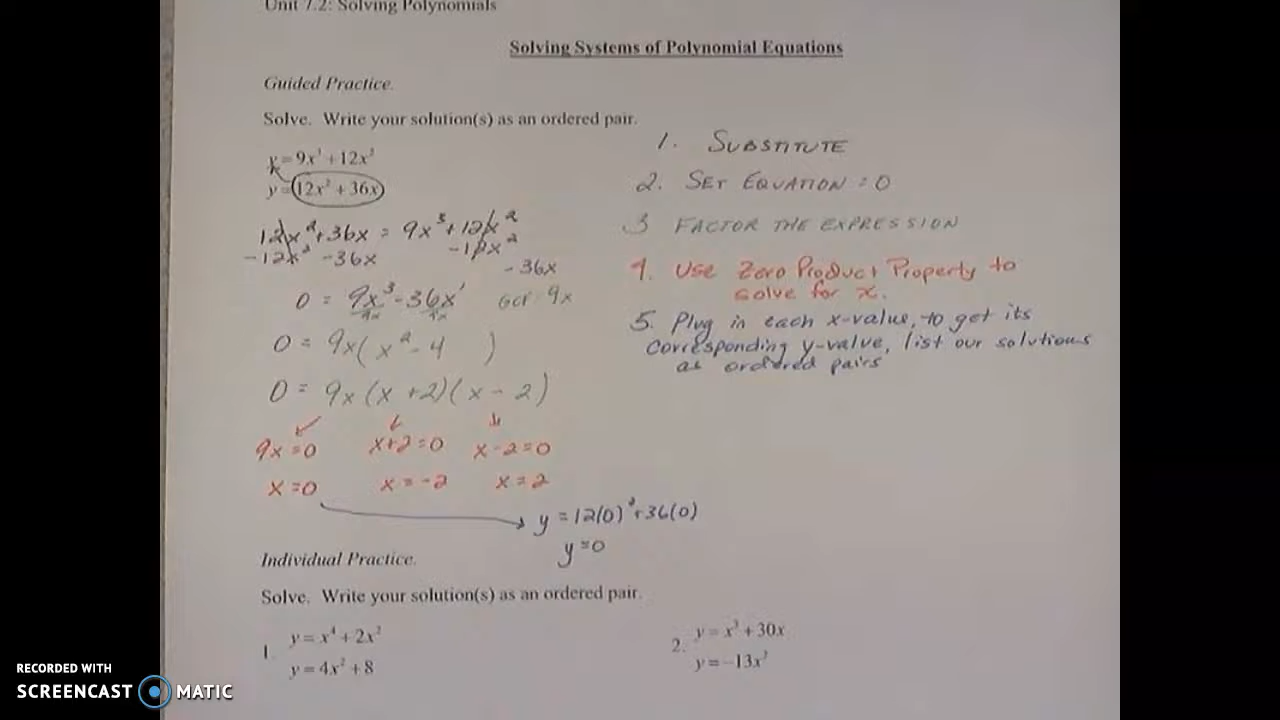 Unit 7.2: Solving Polynomials
Solving Systems of Polynomial Equations
Guided Practice.
Solve. Write your solution(s) as an ordered pair.
y = 9x³ + 12x²
y = 12x² + 36x
12x² + 36x = 9x³ + 12x²
-12x² - 36x -12x²
- 36x
0 = 9x³ - 36x¹ GCF: 9x
9x 9x
0 = 9x(x² - 4 )
0 = 9x(x + 2)(x - 2)
9x = 0 x + 2 = 0 x - 2 = 0
x = 0 x = -2 x = 2
y = 12(0)² + 36(0)
y = 0
1. SUBSTITUTE
2. SET EQUATION = 0
3 FACTOR THE EXPRESSION
4. Use Zero Product Property to
solve for x.
5. Plug in each x-value, to get its
corresponding y-value, list our solutions
as ordered pairs
Individual Practice.
Solve. Write your solution(s) as an ordered pair.
1. y = x⁴ + 2x²
y = 4x² + 8
2. y = x³ + 30x
y = -13x²
RECORDED WITH
SCREENCAST MATIC